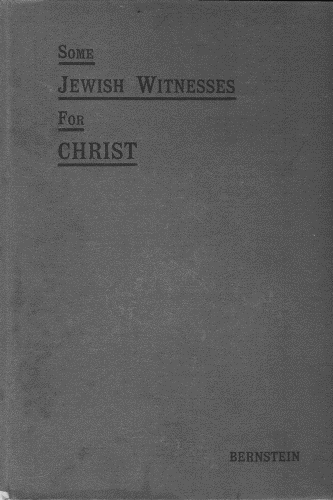 Some
Jewish Witnesses
For
CHRIST
BERNSTEIN